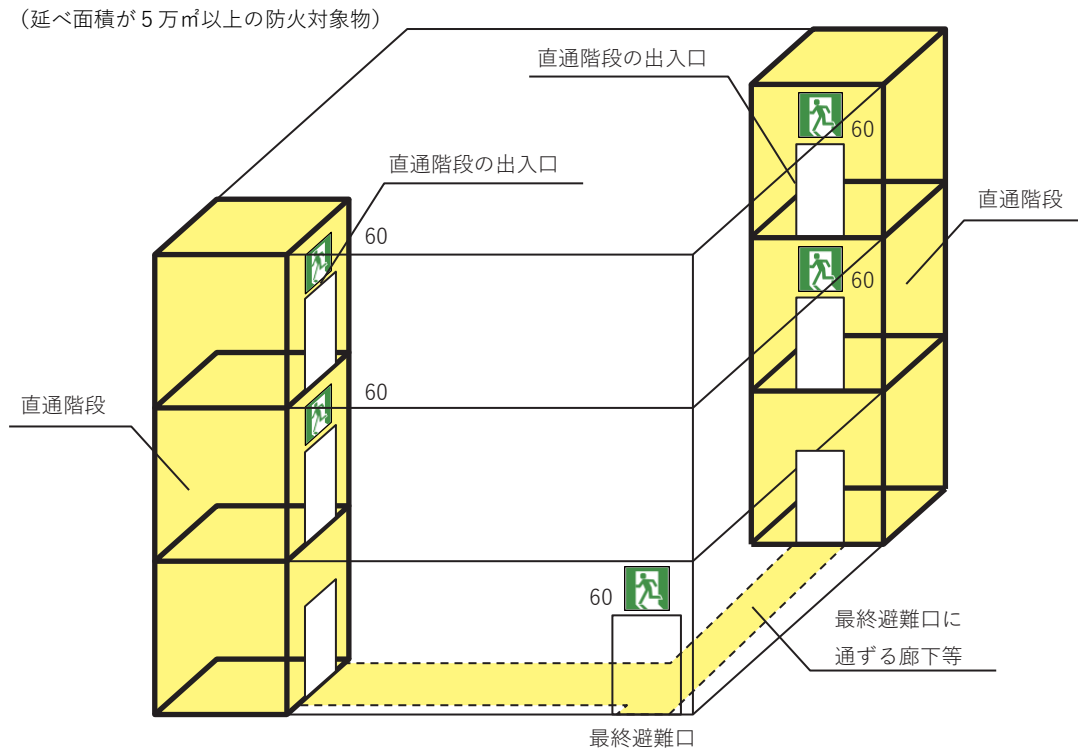 （延べ面積が５万㎡以上の防火対象物）
直通階段の出入口
60
直通階段の出入口
直通階段
60
60
60
直通階段
60
最終避難口に
通ずる廊下等
最終避難口